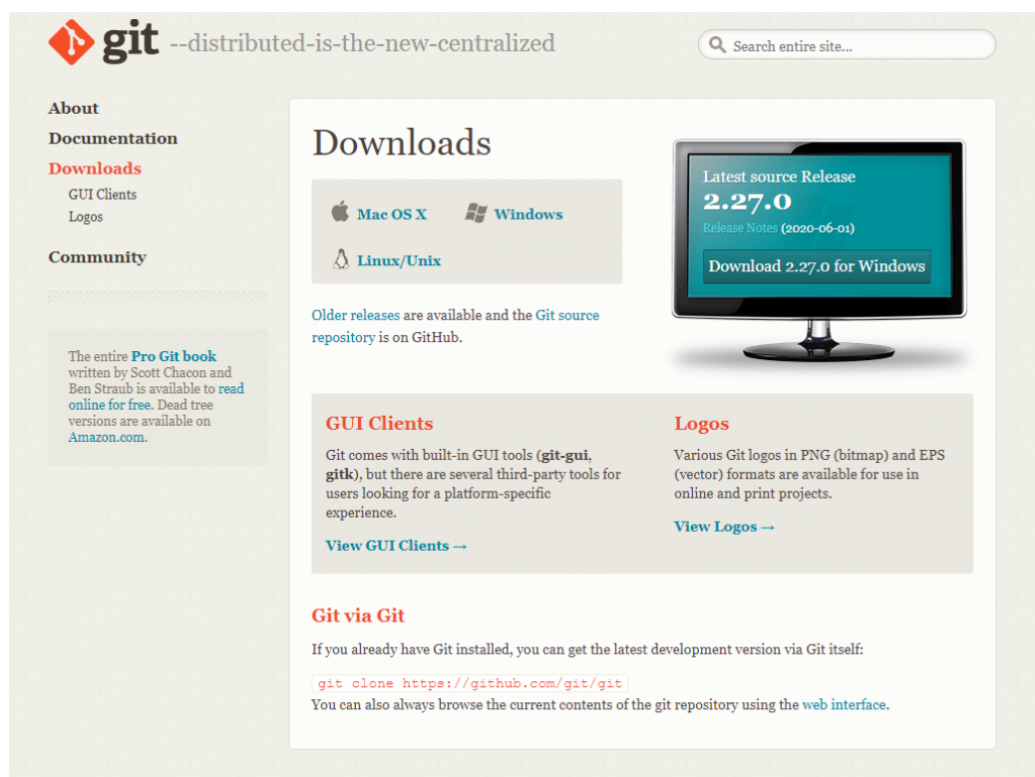 git --distributed-is-the-new-centralized
Search entire site...
About
Documentation
Downloads
GUI Clients
Logos
Community
The entire Pro Git book
written by Scott Chacon and
Ben Straub is available to read
online for free. Dead tree
versions are available on
Amazon.com.
Downloads
Mac OS X
Windows
Linux/Unix
Older releases are available and the Git source
repository is on GitHub.
Latest source Release
2.27.0
Release Notes (2020-06-01)
Download 2.27.0 for Windows
GUI Clients
Git comes with built-in GUI tools (git-gui,
gitk), but there are several third-party tools for
users looking for a platform-specific
experience.
View GUI Clients →
Logos
Various Git logos in PNG (bitmap) and EPS
(vector) formats are available for use in
online and print projects.
View Logos →
Git via Git
If you already have Git installed, you can get the latest development version via Git itself:
git clone https://github.com/git/git
You can also always browse the current contents of the git repository using the web interface.